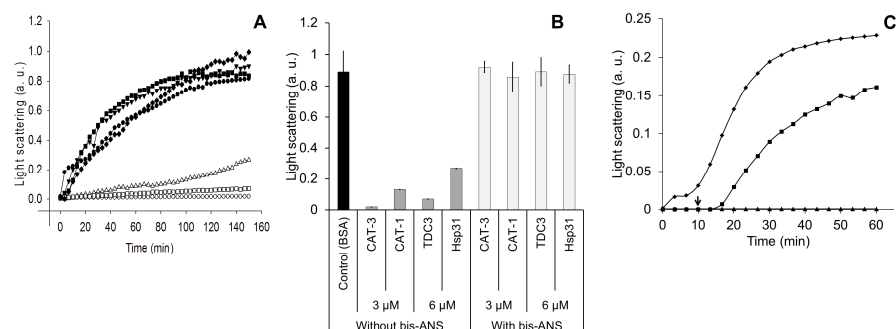 A
Light scattering (a. u.)
1.2
1.0
0.8
0.6
0.4
0.2
0.0
0 20 40 60 80 100 120 140 160
Time (min)
B
Light scattering (a. u.)
1.2
1
0.8
0.6
0.4
0.2
0
Control (BSA)
CAT-3
CAT-1
TDC3
Hsp31
CAT-3
CAT-1
TDC3
Hsp31
3 μM 6 μM 3 μM 6 μM
Without bis-ANS With bis-ANS
C
Light scattering (a. u.)
0.25
0.2
0.15
0.1
0.05
0
0 10 20 30 40 50 60
Time (min)